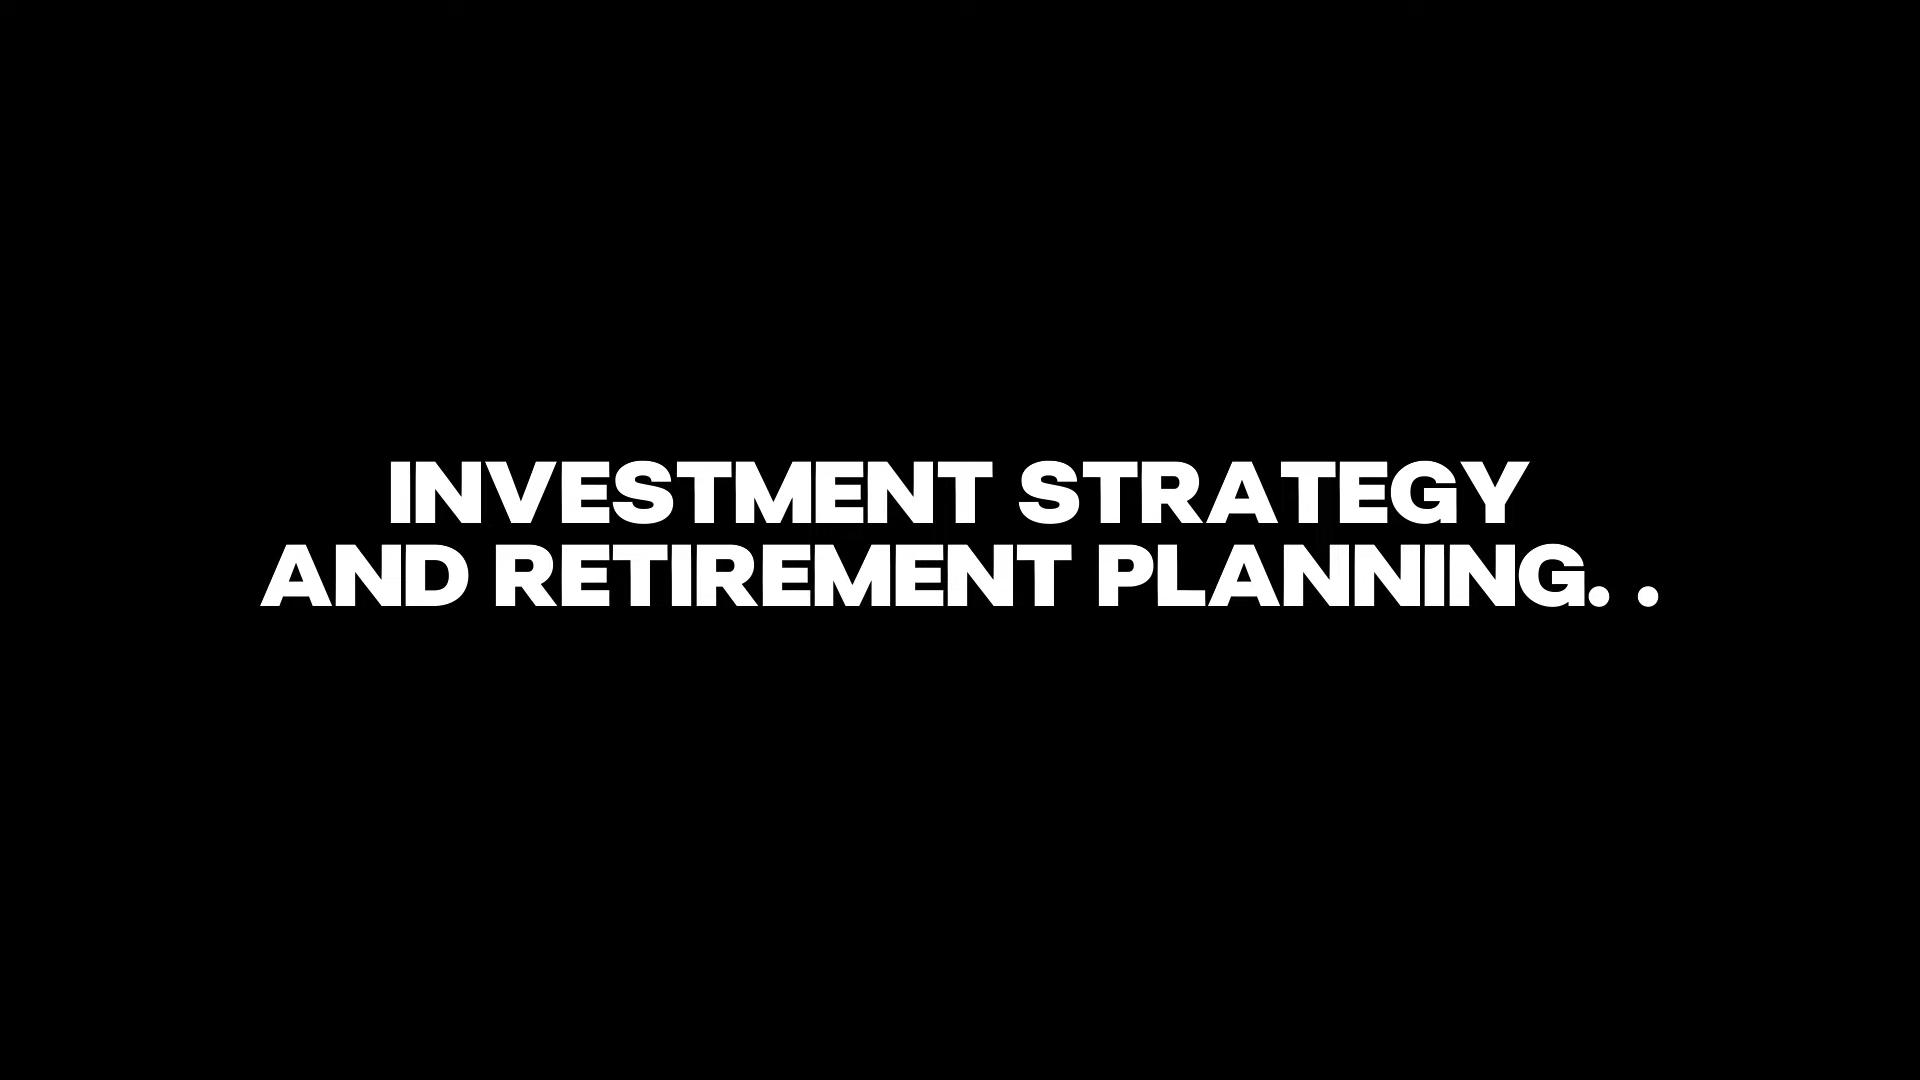 INVESTMENT STRATEGY
AND RETIREMENT PLANNING. .